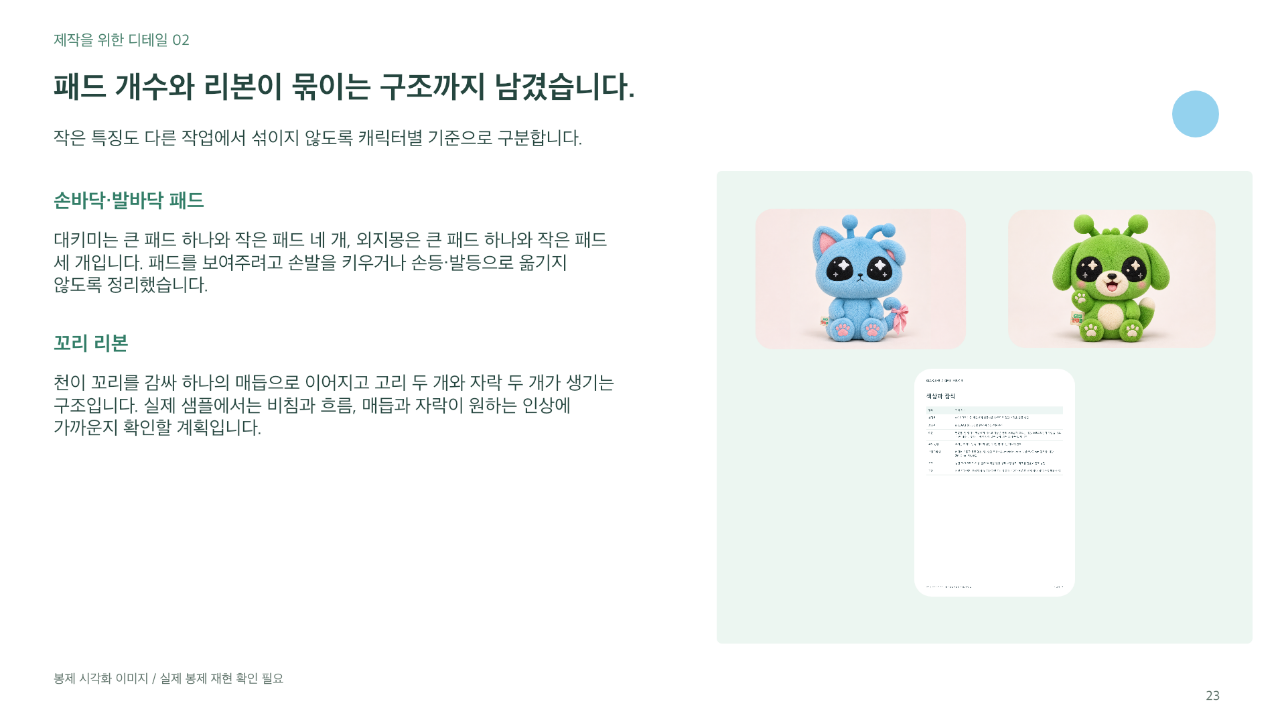 제작을 위한 디테일 02
패드 개수와 리본이 묶이는 구조까지 남겼습니다.
작은 특징도 다른 작업에서 섞이지 않도록 캐릭터별 기준으로 구분합니다.
손바닥·발바닥 패드
대키미는 큰 패드 하나와 작은 패드 네 개, 외지몽은 큰 패드 하나와 작은 패드
세 개입니다. 패드를 보여주려고 손발을 키우거나 손등·발등으로 옮기지
않도록 정리했습니다.
꼬리 리본
천이 꼬리를 감싸 하나의 매듭으로 이어지고 고리 두 개와 자락 두 개가 생기는
구조입니다. 실제 샘플에서는 비침과 흐름, 매듭과 자락이 원하는 인상에
가까운지 확인할 계획입니다.
색상과 장식
봉제 시각화 이미지 / 실제 봉제 재현 확인 필요
23